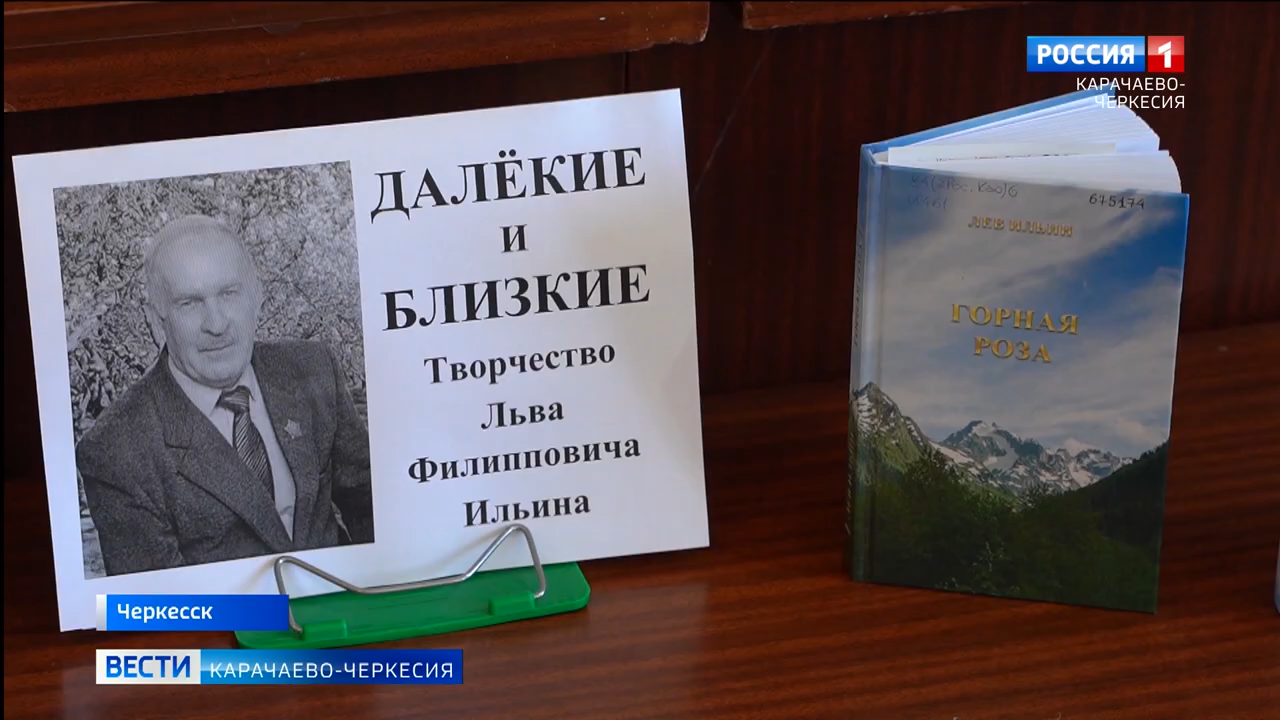 РОССИЯ 1
КАРАЧАЕВО-
ЧЕРКЕСИЯ
ДАЛЁКИЕ
и
БЛИЗКИЕ
Творчество
Льва
Филипповича
Ильина
675174
ЛЕВ ИЛЬИН
ГОРНАЯ
РОЗА
Черкесск
ВЕСТИ КАРАЧАЕВО-ЧЕРКЕСИЯ